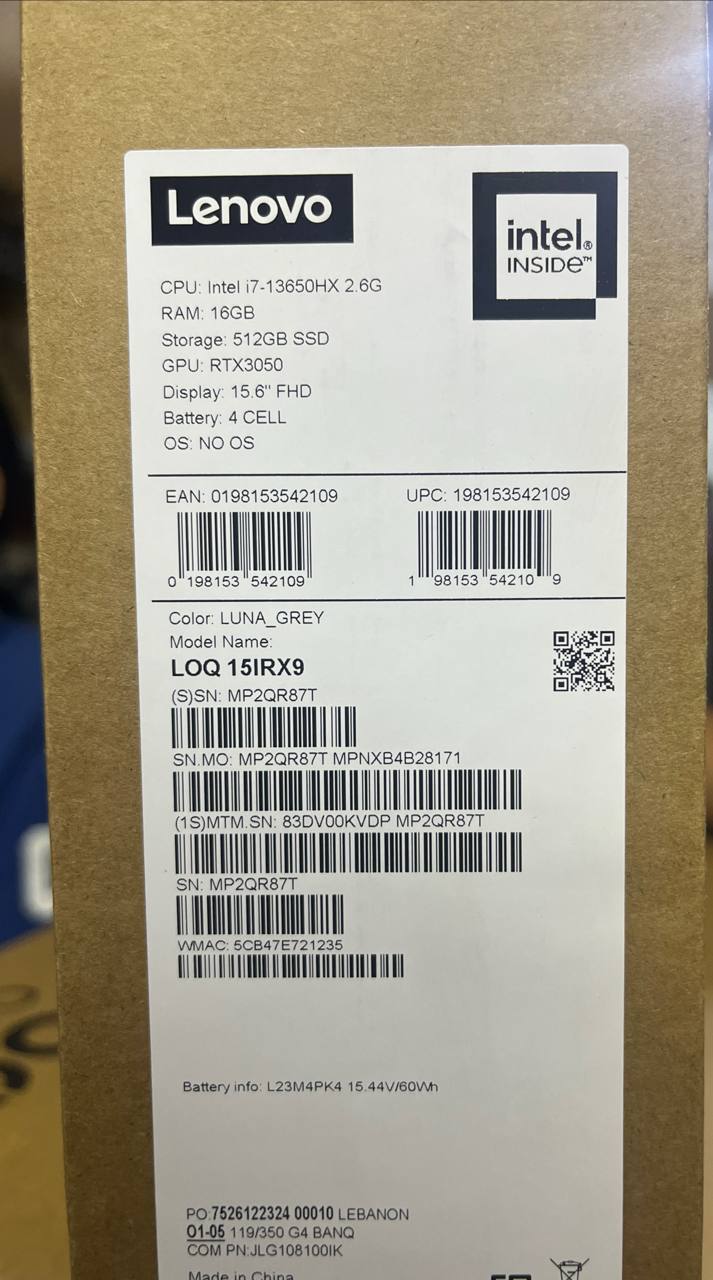 Lenovo
intel®
INSIDE™
CPU: Intel i7-13650HX 2.6G
RAM: 16GB
Storage: 512GB SSD
GPU: RTX3050
Display: 15.6" FHD
Battery: 4 CELL
OS: NO OS
EAN: 0198153542109
UPC: 198153542109
0 198153 542109
1 98153 54210 9
Color: LUNA_GREY
Model Name:
LOQ 15IRX9
(S)SN: MP2QR87T
SN.MO: MP2QR87T MPNXB4B28171
(1S)MTM.SN: 83DV00KVDP MP2QR87T
SN: MP2QR87T
WMAC: 5CB47E721235
Battery info: L23M4PK4 15.44V/60Wh
PO:7526122324 00010 LEBANON
01-05 119/350 G4 BANQ
COM PN:JLG108100IK
Made in China